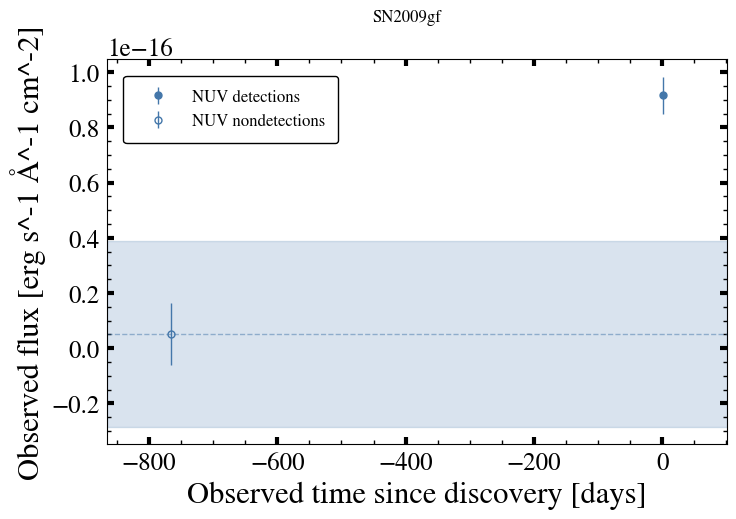 SN2009gf
1e−16
1.0
0.8
0.6
0.4
0.2
0.0
−0.2
Observed flux [erg s^-1 Å^-1 cm^-2]
NUV detections
NUV nondetections
−800 −600 −400 −200 0
Observed time since discovery [days]